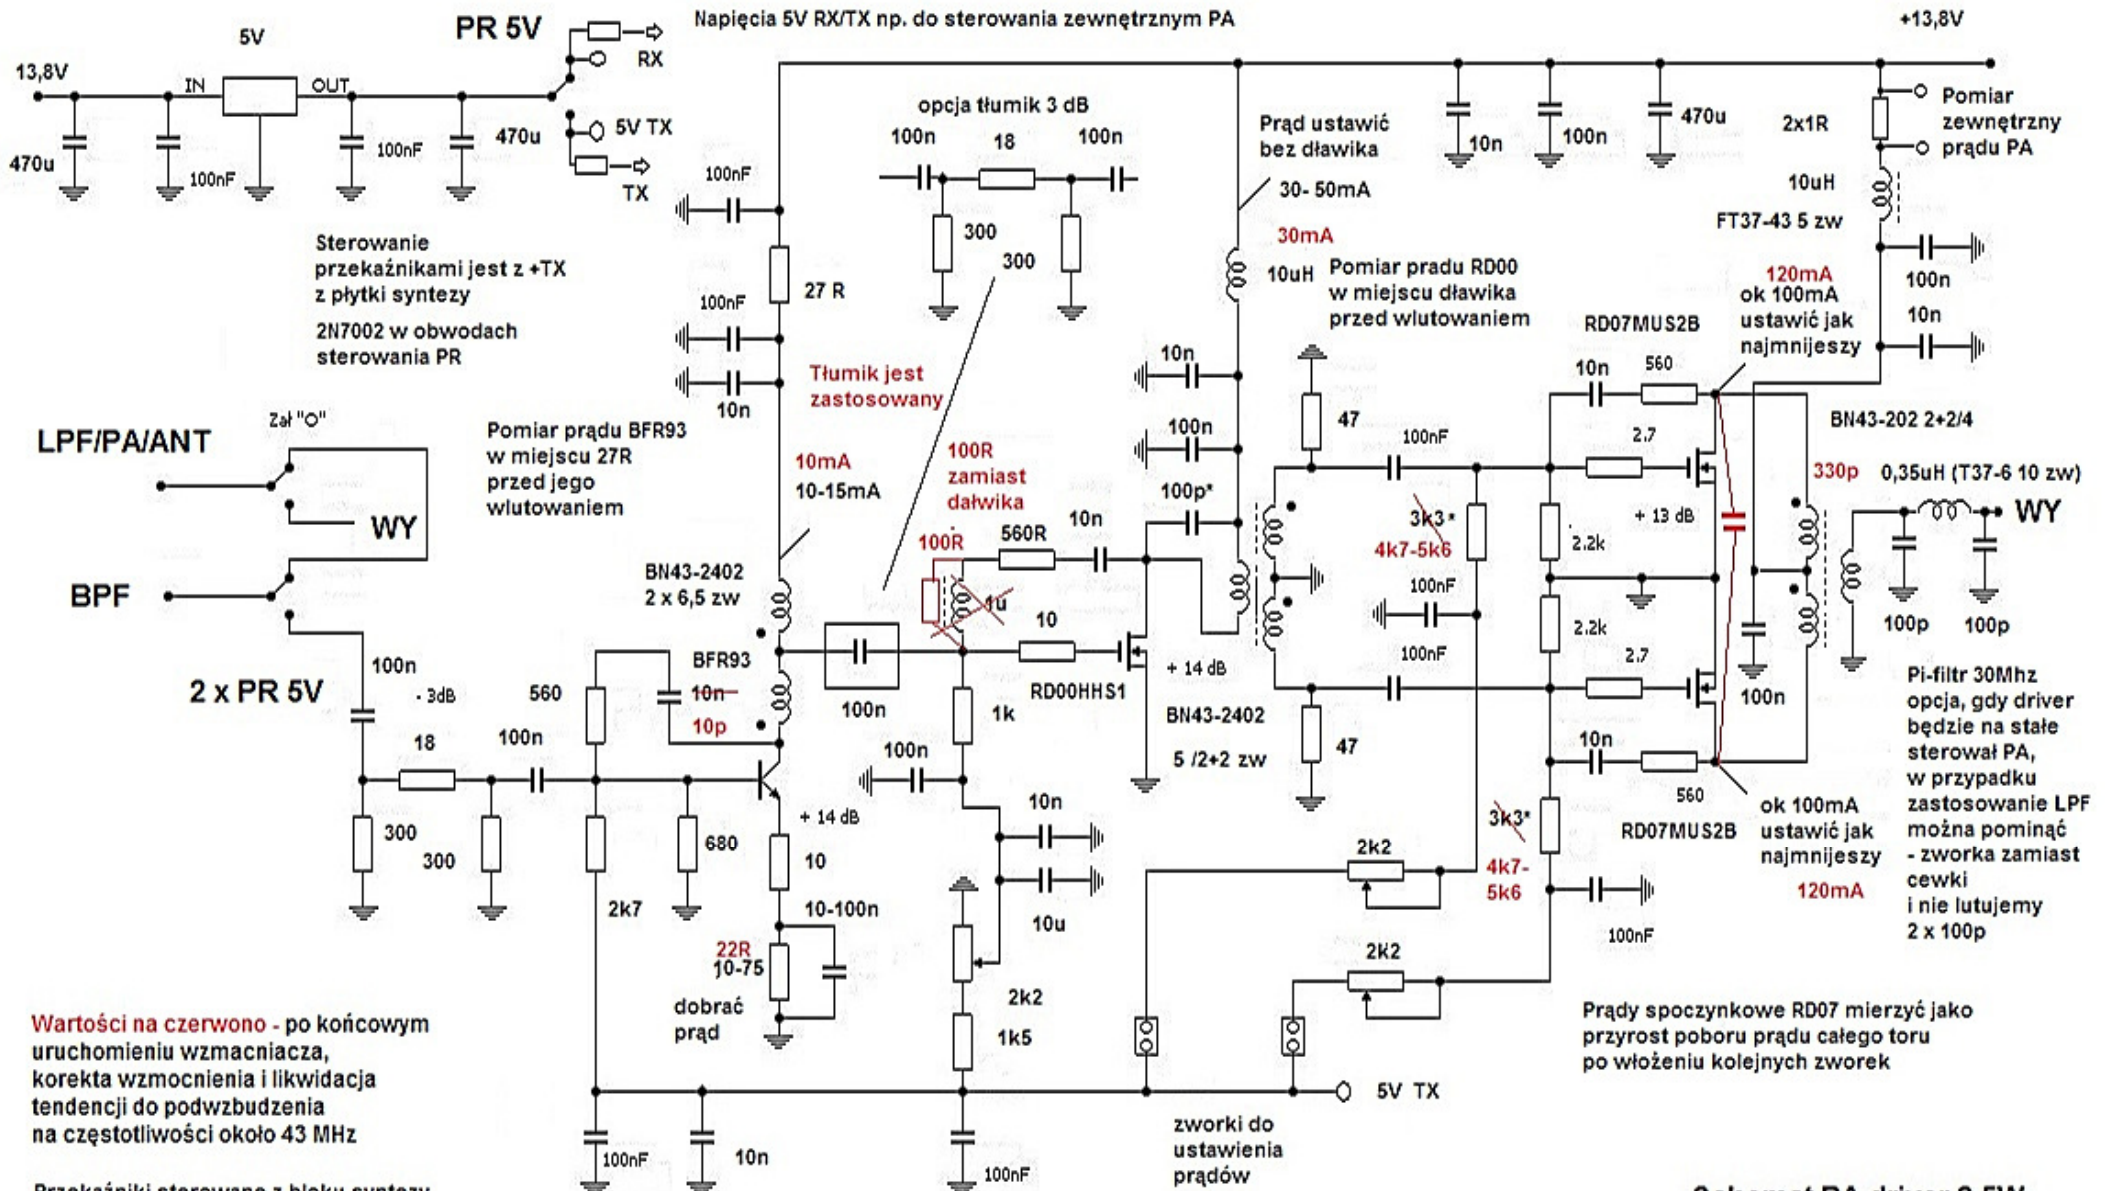 Napięcia 5V RX/TX np. do sterowania zewnętrznym PA
+13,8V
5V
PR 5V
13,8V
IN
OUT
RX
5V TX
TX
470u
100nF
100nF
470u
Sterowanie
przekaźnikami jest z +TX
z płytki syntezy
2N7002 w obwodach
sterowania PR
opcja tłumik 3 dB
100n
18
100n
300
300
Prąd ustawić
bez dławika
30- 50mA
30mA
10uH
Pomiar pradu RD00
w miejscu dławika
przed wlutowaniem
10n
100n
470u
2x1R
Pomiar
zewnętrzny
prądu PA
10uH
FT37-43 5 zw
100n
10n
120mA
ok 100mA
ustawić jak
najmnijeszy
RD07MUS2B
10n
560
BN43-202 2+2/4
100nF
27 R
100nF
10n
Tłumik jest
zastosowany
LPF/PA/ANT
Zał "O"
WY
BPF
2 x PR 5V
Pomiar prądu BFR93
w miejscu 27R
przed jego
wlutowaniem
10mA
10-15mA
100R
zamiast
dałwika
100R
560R
10n
1u
10
10n
100n
100p*
47
100nF
2.7
3k3*
4k7-5k6
100nF
100nF
+ 13 dB
2.2k
2.2k
2.7
330p
0,35uH (T37-6 10 zw)
WY
100p
100p
100n
BN43-2402
2 x 6,5 zw
BFR93
10n
10p
100n
RD00HHS1
+ 14 dB
BN43-2402
5 /2+2 zw
47
100n
- 3dB
18
100n
560
300
300
2k7
680
+ 14 dB
10
10-100n
22R
10-75
dobrać
prąd
1k
100n
10n
10u
2k2
1k5
2k2
2k2
10n
560
RD07MUS2B
3k3*
4k7-
5k6
100nF
ok 100mA
ustawić jak
najmnijeszy
120mA
Pi-filtr 30Mhz
opcja, gdy driver
będzie na stałe
sterował PA,
w przypadku
zastosowanie LPF
można pominąć
- zworka zamiast
cewki
i nie lutujemy
2 x 100p
Prądy spoczynkowe RD07 mierzyć jako
przyrost poboru prądu całego toru
po włożeniu kolejnych zworek
Wartości na czerwono - po końcowym
uruchomieniu wzmacniacza,
korekta wzmocnienia i likwidacja
tendencji do podwzbudzenia
na częstotliwości około 43 MHz
5V TX
zworki do
ustawienia
prądów
100nF
10n
100nF
Przekaźniki sterowane z bloku syntezy
Schemat PA driver 2,5W